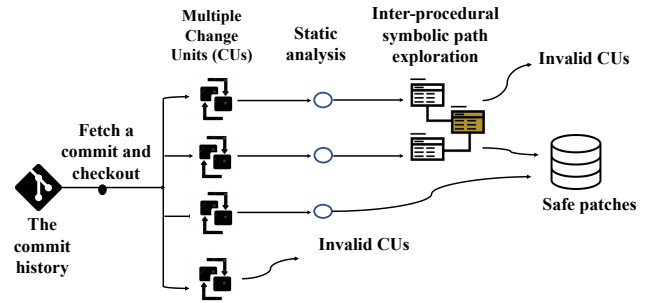 Multiple
Change
Units (CUs)
Static
analysis
Inter-procedural
symbolic path
exploration
Invalid CUs
Fetch a
commit and
checkout
The
commit
history
Safe patches
Invalid CUs